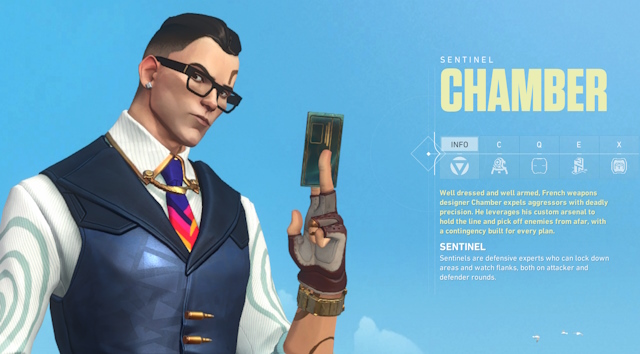 SENTINEL
CHAMBER
INFO C Q E X
Well dressed and well armed, French weapons
designer Chamber expels aggressors with deadly
precision. He leverages his custom arsenal to
hold the line and pick off enemies from afar, with
a contingency built for every plan.
SENTINEL
Sentinels are defensive experts who can lock down
areas and watch flanks, both on attacker and
defender rounds.